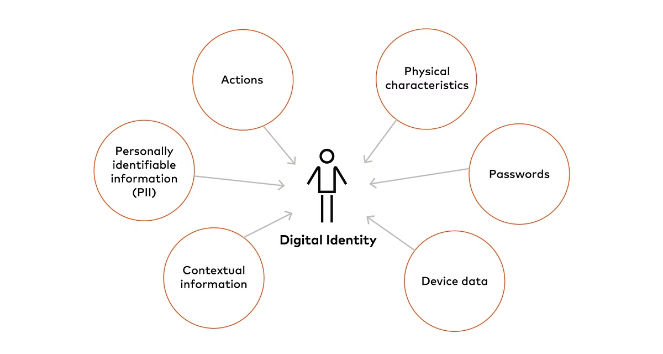 Actions
Physical
characteristics
Personally
identifiable
information
(PII)
Passwords
Digital Identity
Contextual
information
Device data